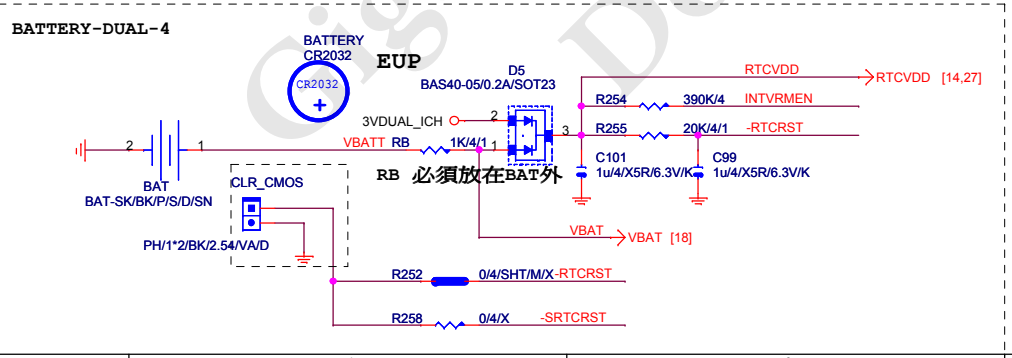 BATTERY-DUAL-4
BATTERY
CR2032
CR2032
+
EUP
D5
BAS40-05/0.2A/SOT23
RTCVDD
RTCVDD [14,27]
R254 390K/4 INTVRMEN
3VDUAL_ICH 2
3
R255 20K/4/1 -RTCRST
2 1 VBATT RB 1K/4/1 1
RB 必須放在BAT外
C101
1u/4/X5R/6.3V/K
C99
1u/4/X5R/6.3V/K
BAT
BAT-SK/BK/P/S/D/SN
CLR_CMOS
PH/1*2/BK/2.54/VA/D
VBAT VBAT [18]
R252 0/4/SHT/M/X -RTCRST
R258 0/4/X -SRTCRST
Gig
D